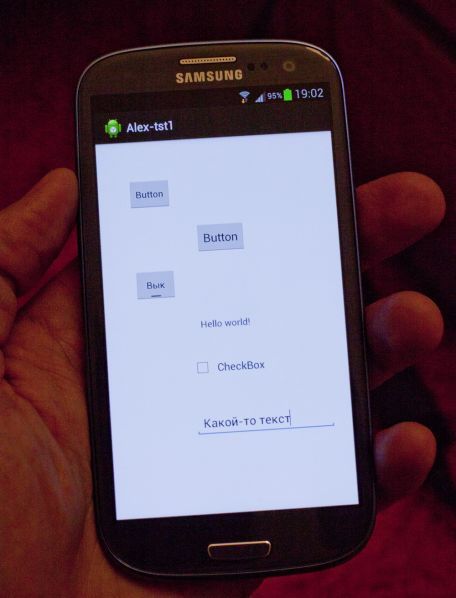 SAMSUNG
95% 19:02
Alex-tst1
Button
Button
Вык
Hello world!
CheckBox
Какой-то текст